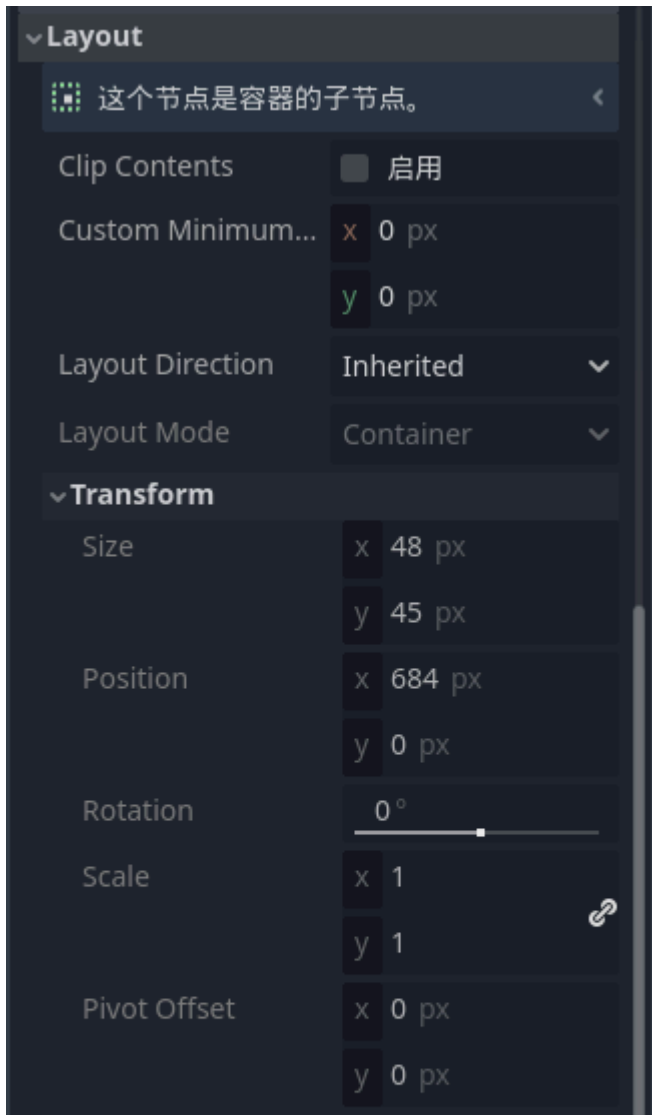 Layout
这个节点是容器的子节点。
Clip Contents 启用
Custom Minimum... x 0 px
y 0 px
Layout Direction Inherited
Layout Mode Container
Transform
Size x 48 px
y 45 px
Position x 684 px
y 0 px
Rotation 0°
Scale x 1
y 1
Pivot Offset x 0 px
y 0 px